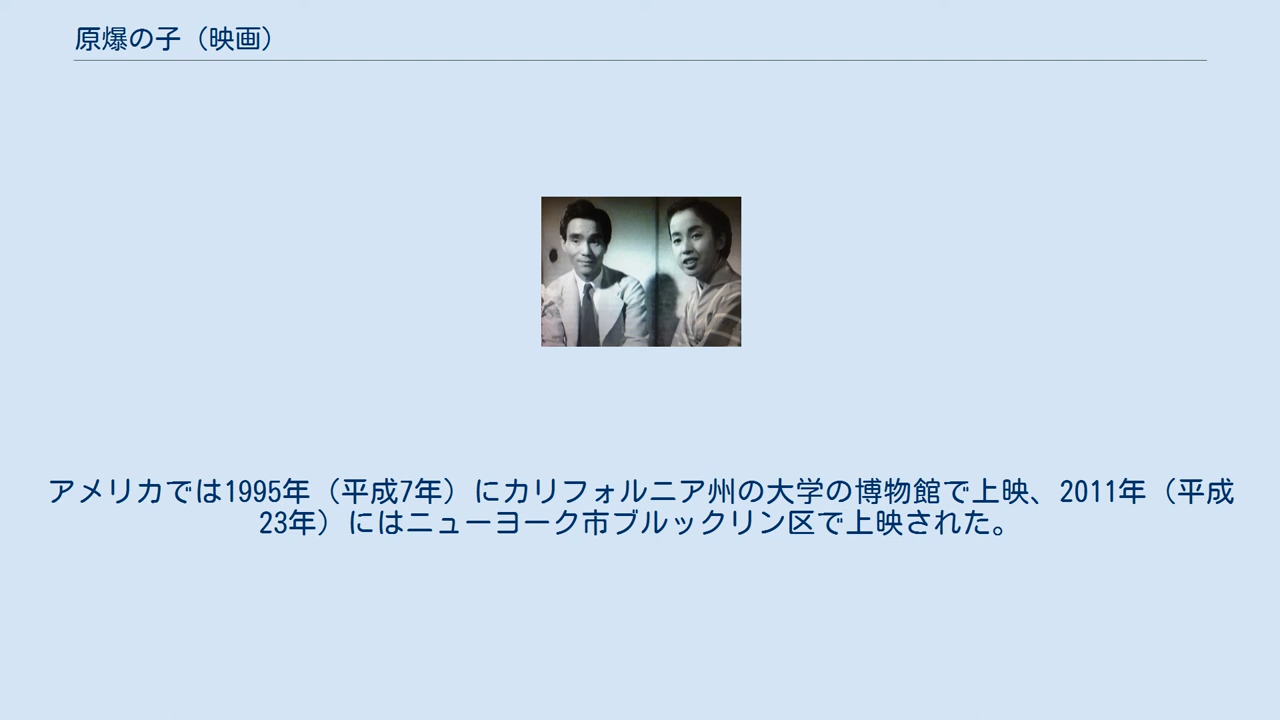 原爆の子（映画）
アメリカでは1995年（平成7年）にカリフォルニア州の大学の博物館で上映、2011年（平成
23年）にはニューヨーク市ブルックリン区で上映された。